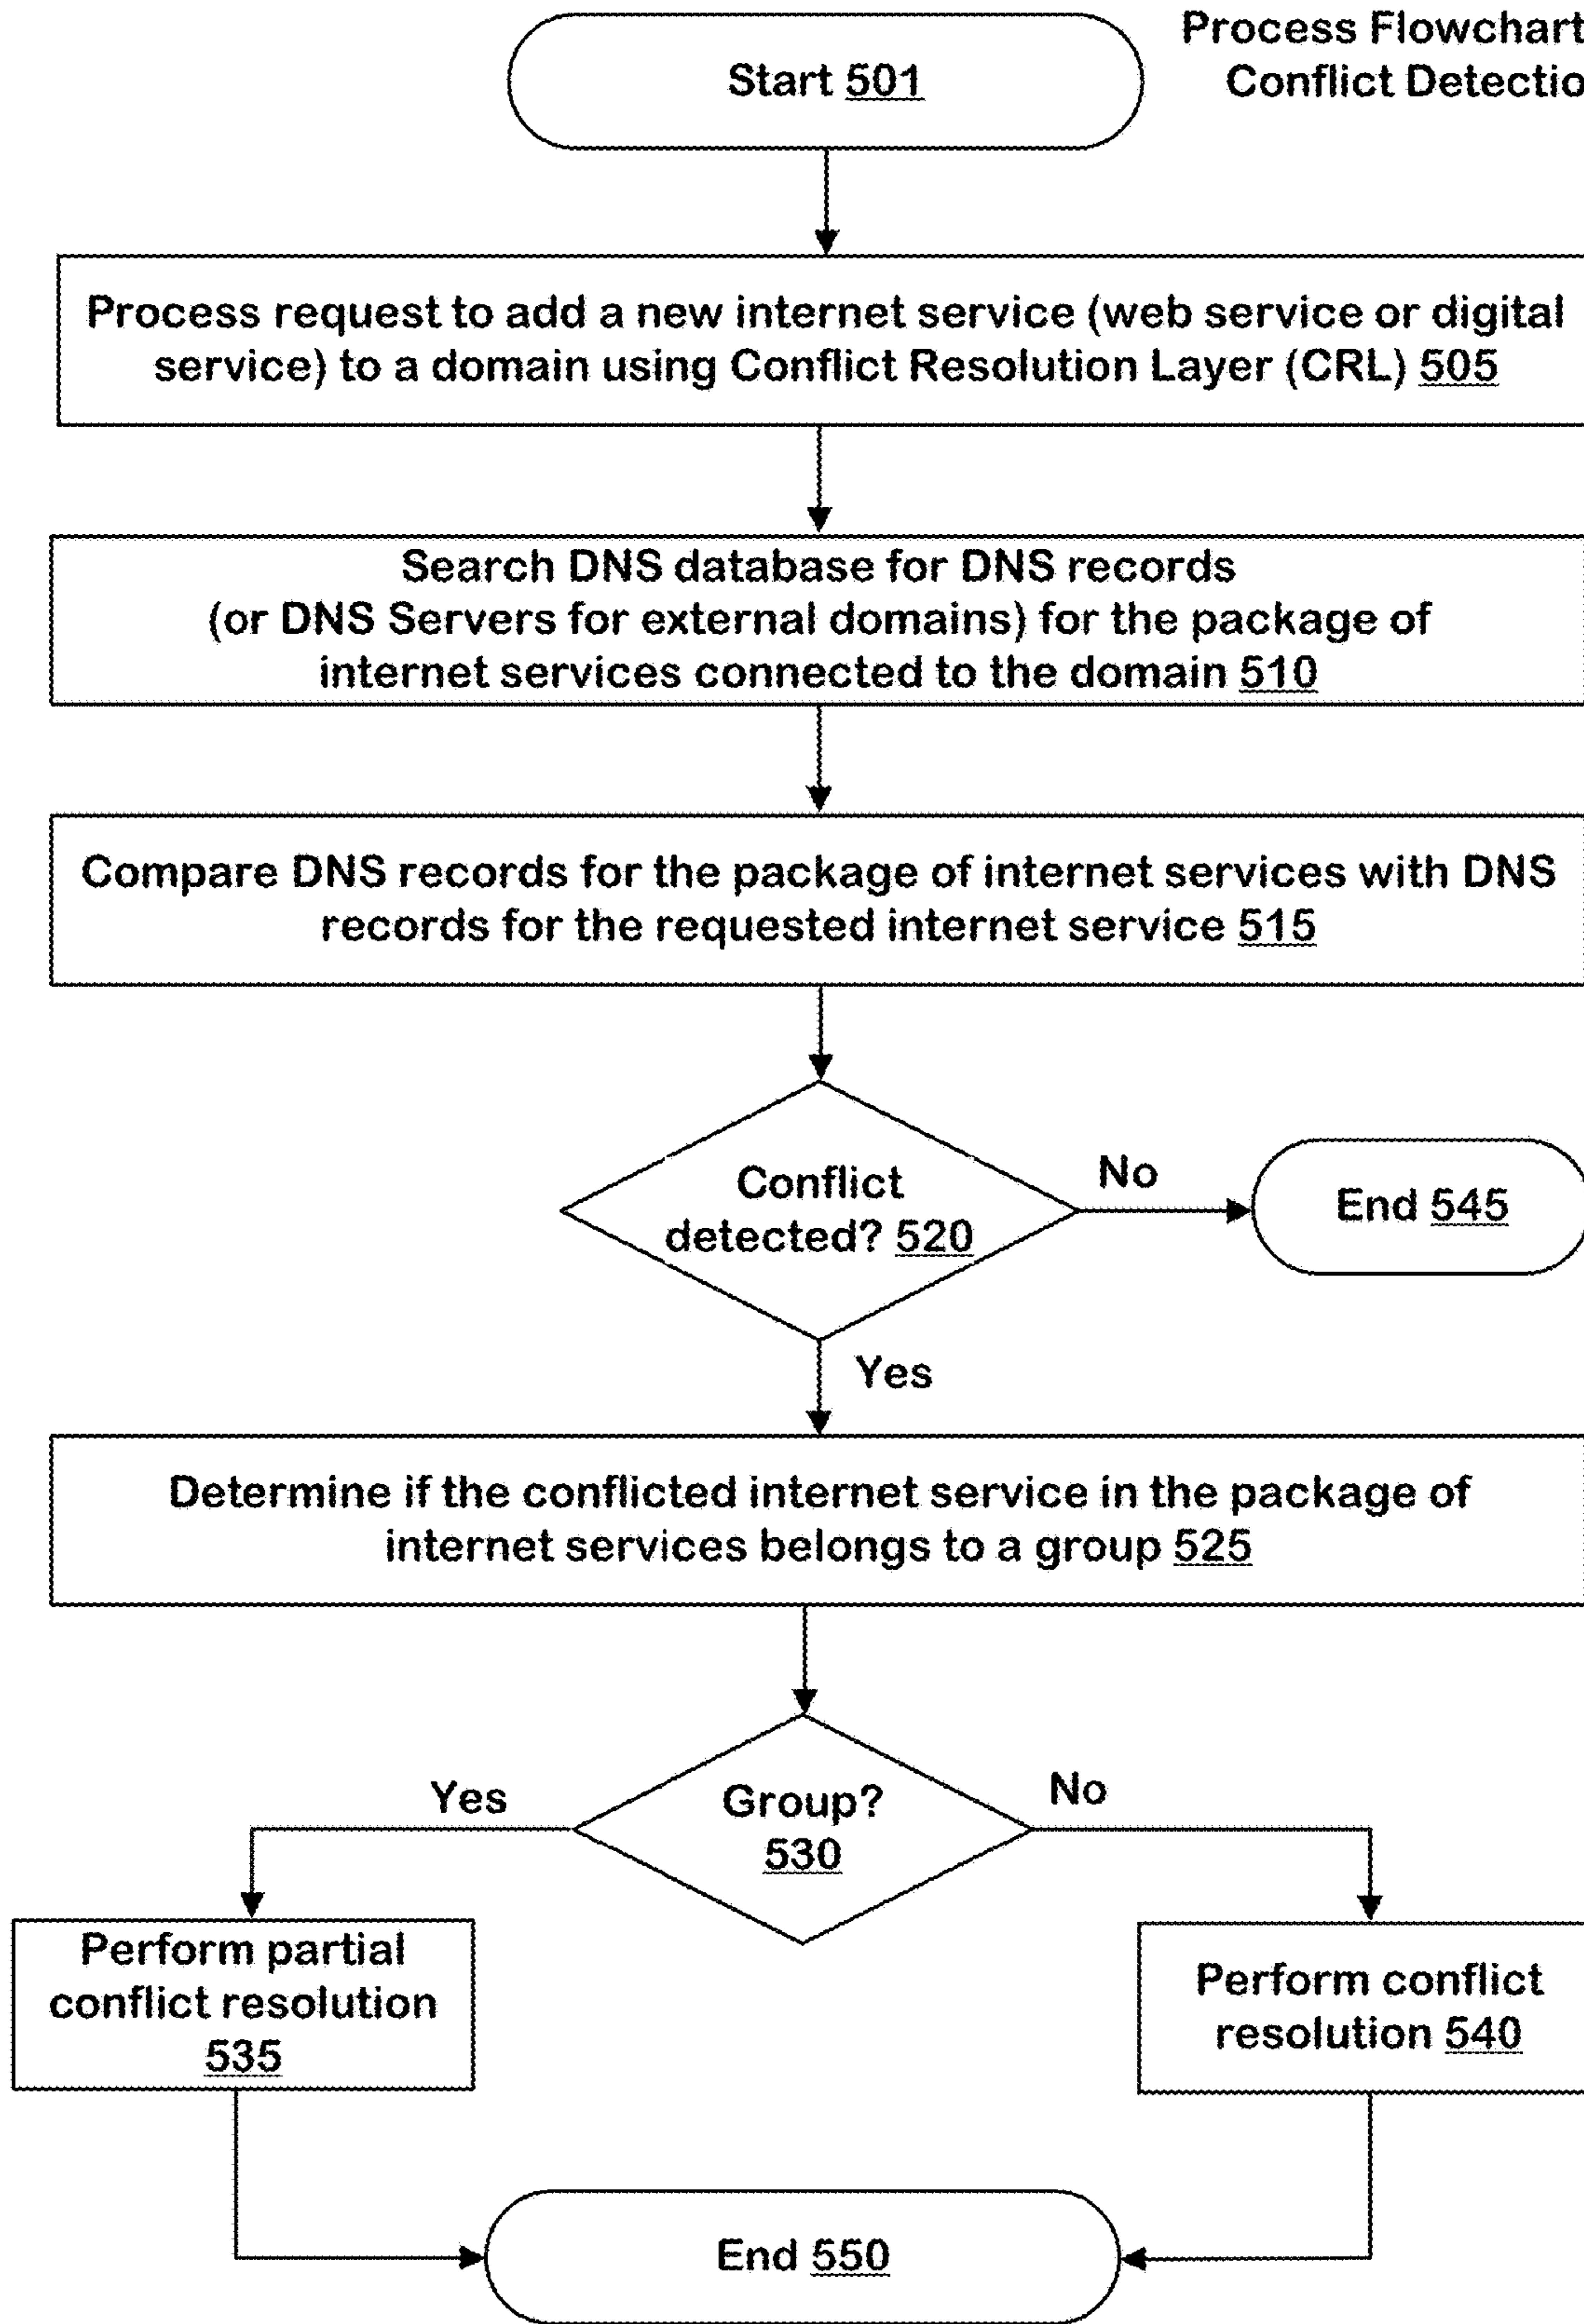 Process Flowchart
Conflict Detectio
Start 501
Process request to add a new internet service (web service or digital
service) to a domain using Conflict Resolution Layer (CRL) 505
Search DNS database for DNS records
(or DNS Servers for external domains) for the package of
internet services connected to the domain 510
Compare DNS records for the package of internet services with DNS
records for the requested internet service 515
Conflict
detected? 520
No
End 545
Yes
Determine if the conflicted internet service in the package of
internet services belongs to a group 525
Yes
Group?
530
No
Perform partial
conflict resolution
535
Perform conflict
resolution 540
End 550